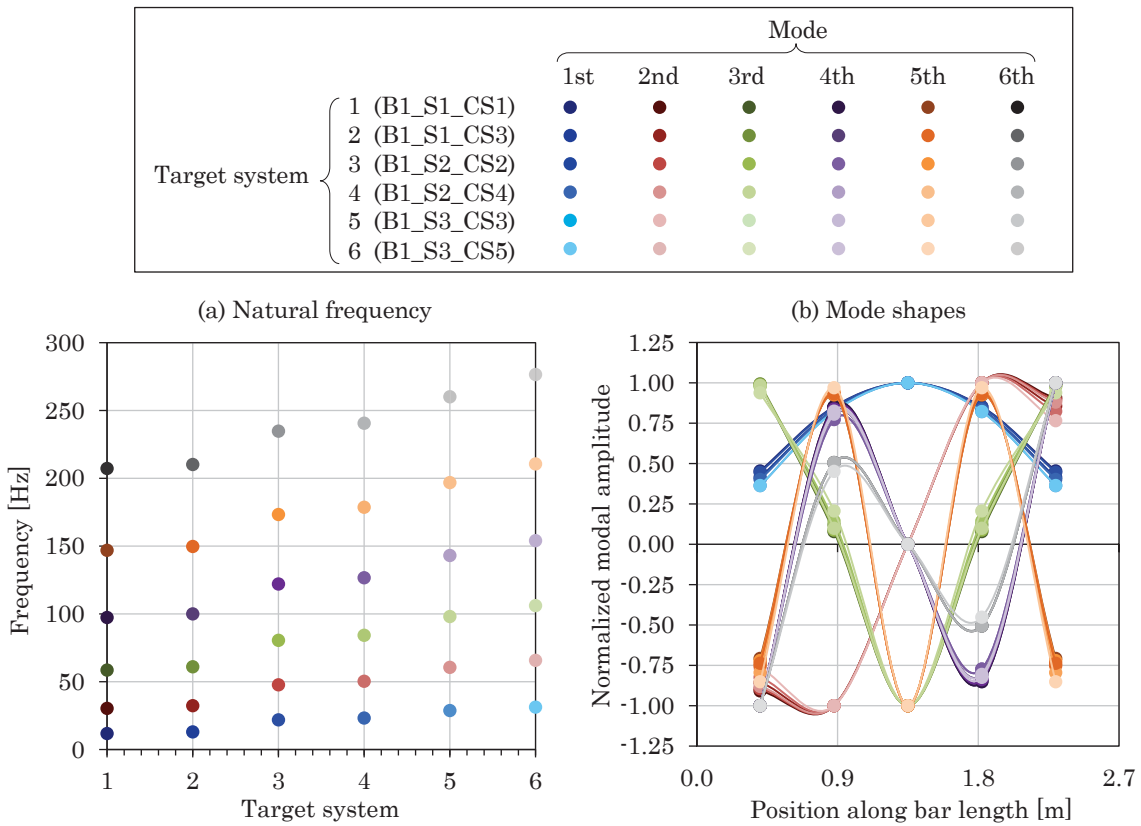 Mode
1st 2nd 3rd 4th 5th 6th
1 (B1_S1_CS1)
2 (B1_S1_CS3)
3 (B1_S2_CS2)
Target system
4 (B1_S2_CS4)
5 (B1_S3_CS3)
6 (B1_S3_CS5)
(a) Natural frequency
300
250
200
150
100
50
0
Frequency [Hz]
1 2 3 4 5 6
Target system
(b) Mode shapes
1.25
1.00
0.75
0.50
0.25
0.00
-0.25
-0.50
-0.75
-1.00
-1.25
Normalized modal amplitude
0.0 0.9 1.8 2.7
Position along bar length [m]